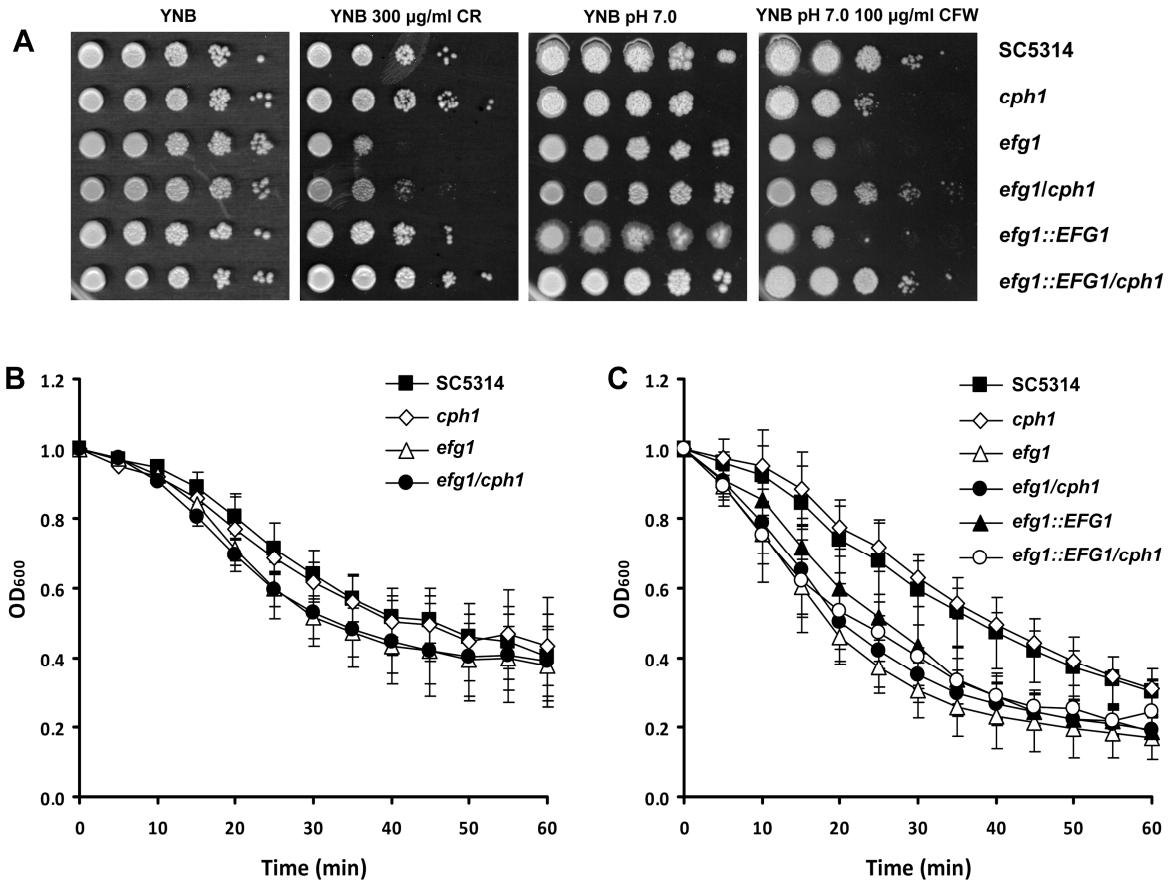 YNB
YNB 300 µg/ml CR
YNB pH 7.0
YNB pH 7.0 100 µg/ml CFW
A
SC5314
cph1
efg1
efg1/cph1
efg1::EFG1
efg1::EFG1/cph1
B
1.2
1.0
0.8
0.6
0.4
0.2
0.0
OD600
0 10 20 30 40 50 60
Time (min)
SC5314
cph1
efg1
efg1/cph1
C
1.2
1.0
0.8
0.6
0.4
0.2
0.0
OD600
0 10 20 30 40 50 60
Time (min)
SC5314
cph1
efg1
efg1/cph1
efg1::EFG1
efg1::EFG1/cph1